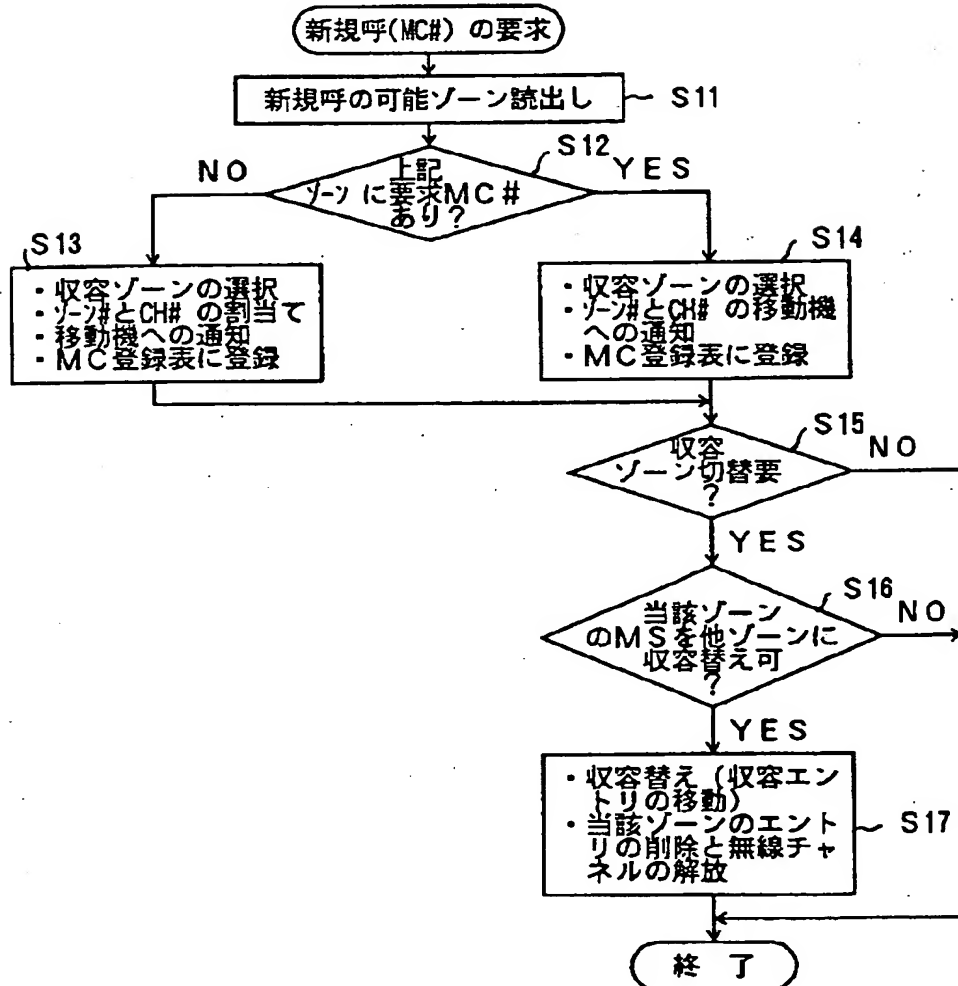 新規呼(MC#) の要求
新規呼の可能ゾーン読出し
S11
S12
NO
YES
上記
ゾーン に要求MC#
あり?
S13
・収容ゾーンの選択
・ゾーン#とCH# の割当て
・移動機への通知
・MC登録表に登録
S14
・収容ゾーンの選択
・ゾーン#とCH# の移動機
への通知
・MC登録表に登録
S15
収容
ゾーン切替要
?
NO
YES
S16
当該ゾーン
のMSを他ゾーンに
収容替え可
?
NO
YES
・収容替え (収容エン
トリの移動)
・当該ゾーンのエント
リの削除と無線チャ
ネルの解放
S17
終 了